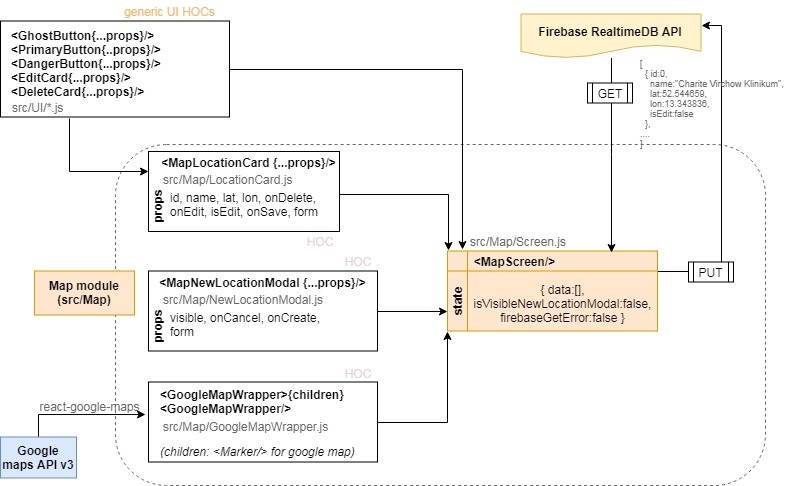 generic UI HOCs
<GhostButton{...props}/>
<PrimaryButton{..props}/>
<DangerButton{...props}/>
<EditCard{...props}/>
<DeleteCard{...props}/>
src/UI/*.js
Firebase RealtimeDB API
GET
[
{ id:0,
name:"Charite Virchow Klinikum",
lat:52.544659,
lon:13.343836,
isEdit:false
},
....
]
<MapLocationCard {...props}/>
src/Map/LocationCard.js
props
id, name, lat, lon, onDelete,
onEdit, isEdit, onSave, form
HOC
src/Map/Screen.js
<MapScreen/>
state
{ data:[],
isVisibleNewLocationModal:false,
firebaseGetError:false }
PUT
Map module
(src/Map)
HOC
<MapNewLocationModal {...props}/>
src/Map/NewLocationModal.js
props
visible, onCancel, onCreate,
form
HOC
<GoogleMapWrapper>{children}
<GoogleMapWrapper/>
src/Map/GoogleMapWrapper.js
(children: <Marker/> for google map)
react-google-maps
Google
maps API v3